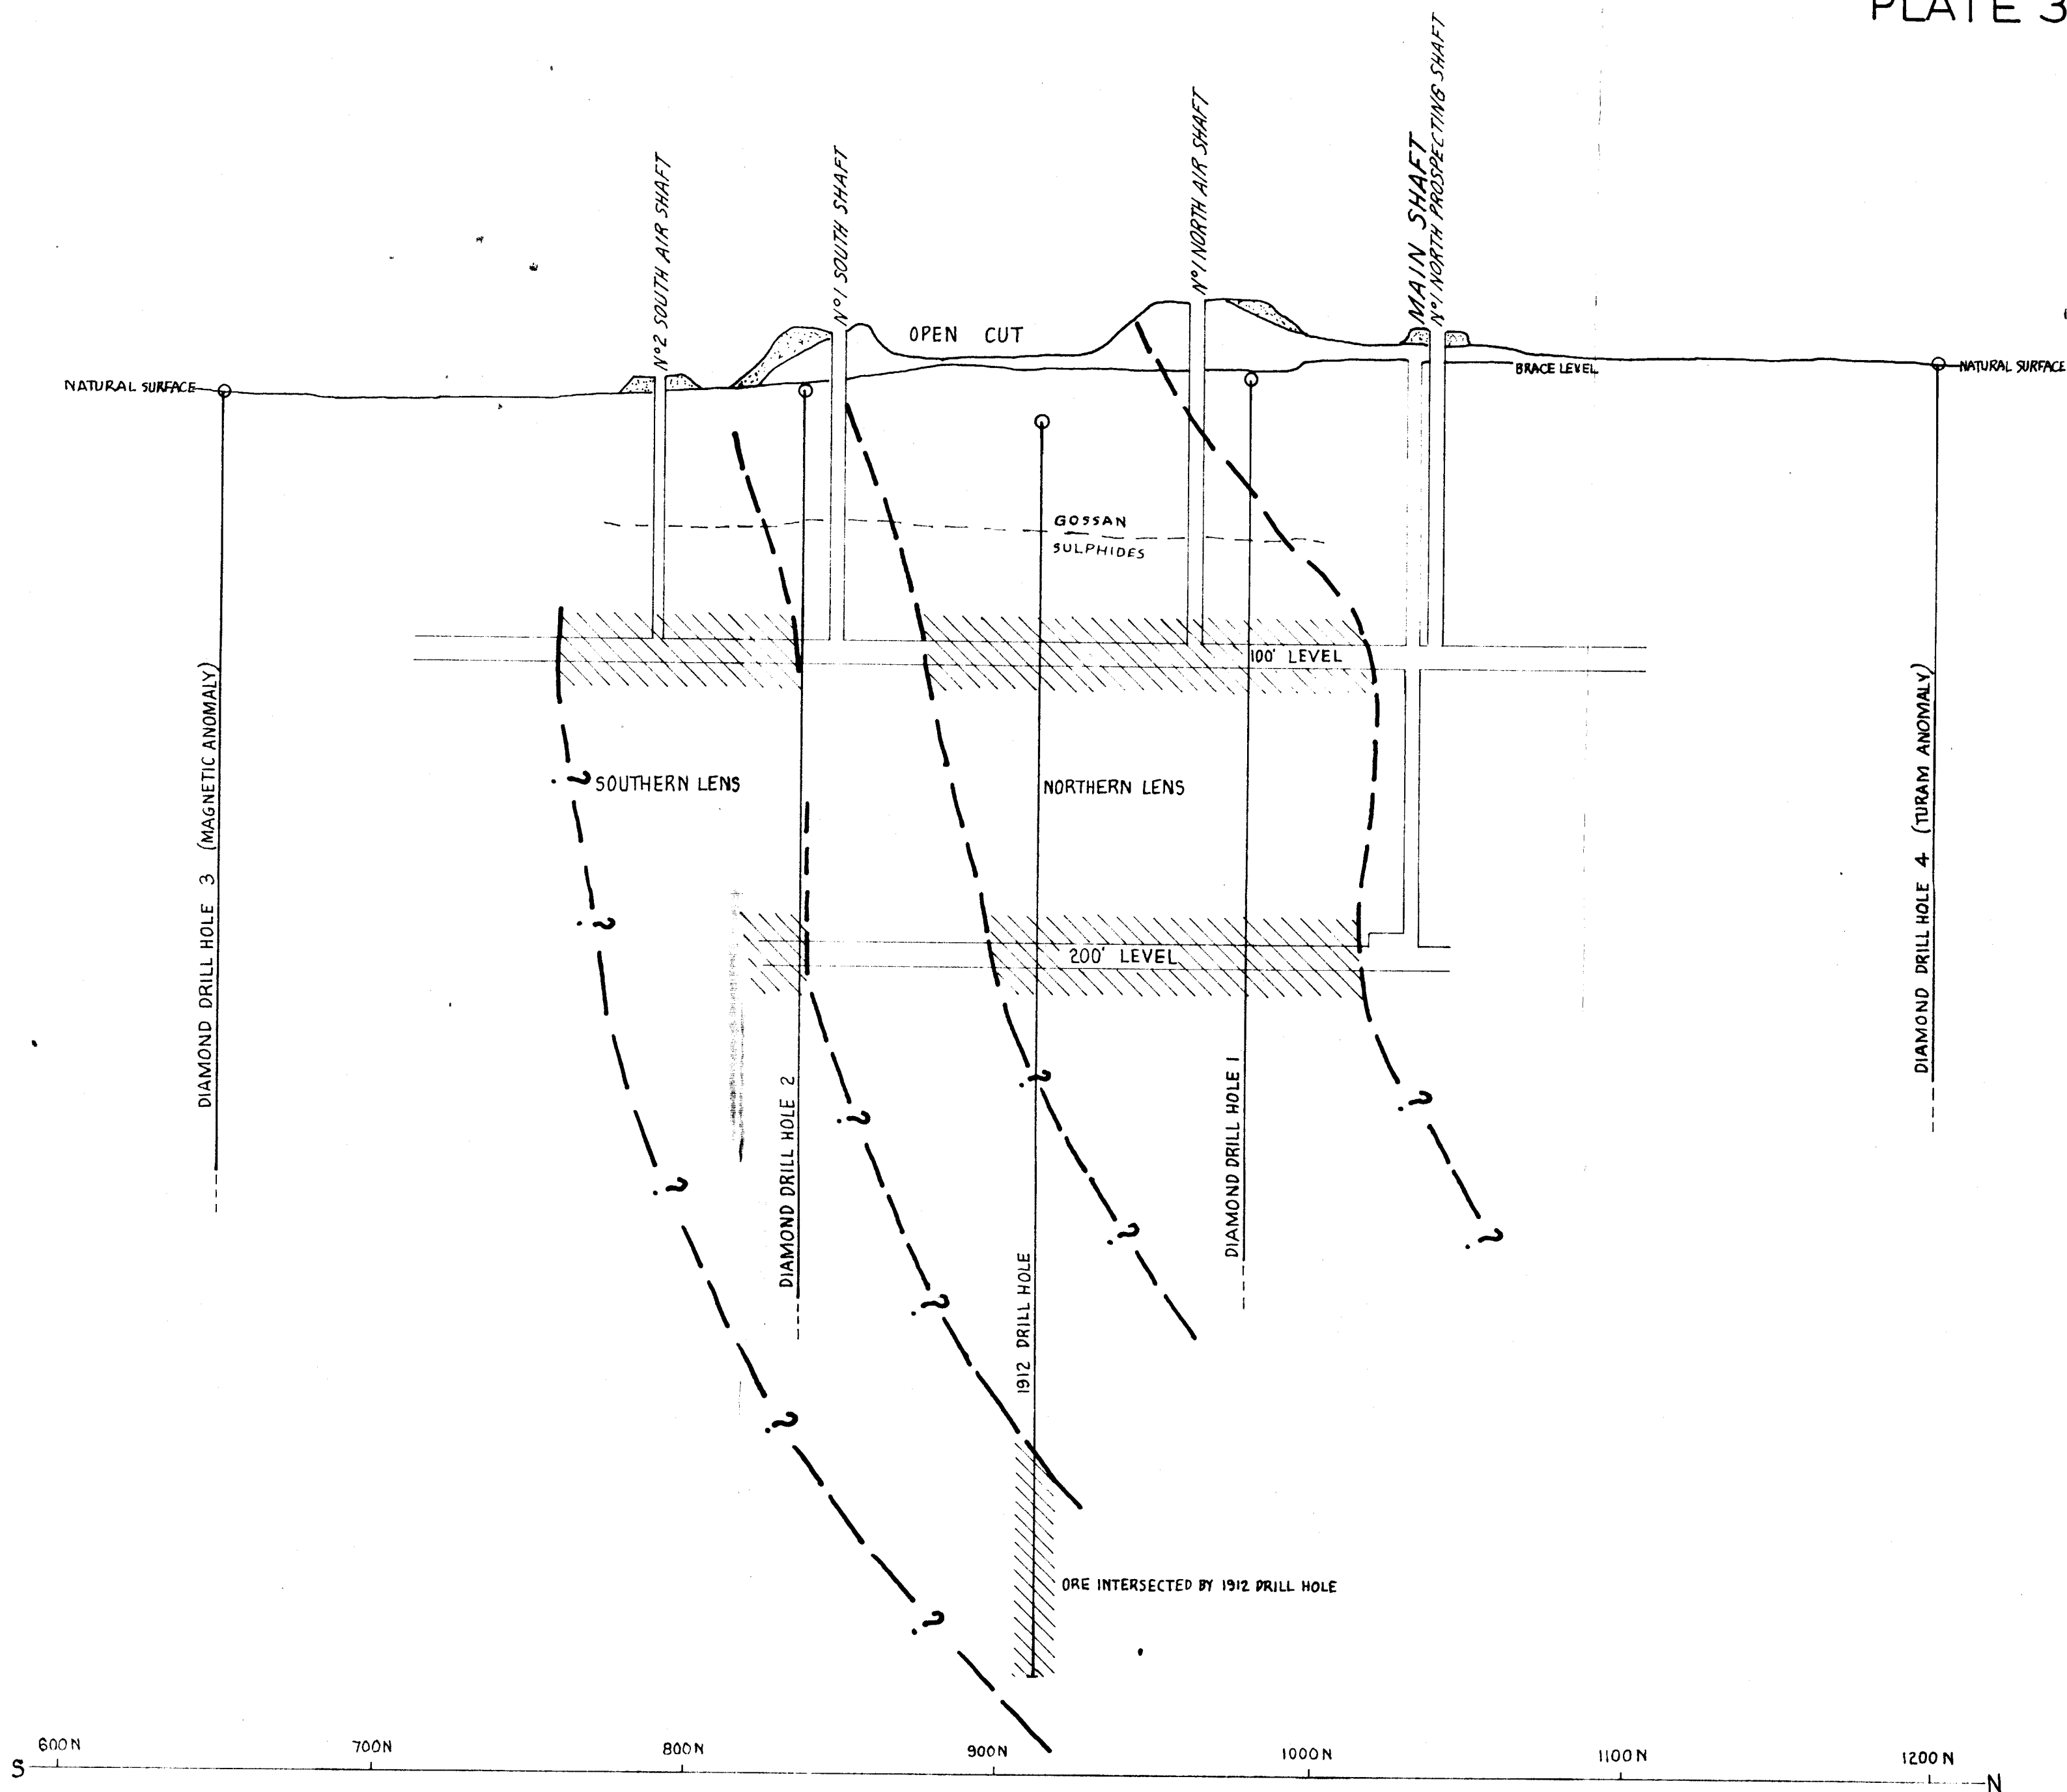 PLATE 3
Nº2 SOUTH AIR SHAFT
Nº1 SOUTH SHAFT
Nº1 NORTH AIR SHAFT
MAIN SHAFT
Nº1 NORTH PROSPECTING SHAFT
OPEN CUT
NATURAL SURFACE
BRACE LEVEL
NATURAL SURFACE
GOSSAN
SULPHIDES
100' LEVEL
DIAMOND DRILL HOLE 3 (MAGNETIC ANOMALY)
?
SOUTHERN LENS
NORTHERN LENS
DIAMOND DRILL HOLE 4 (TURAM ANOMALY)
?
200' LEVEL
DIAMOND DRILL HOLE 2
?
?
?
DIAMOND DRILL HOLE 1
?
?
?
1912 DRILL HOLE
?
?
ORE INTERSECTED BY 1912 DRILL HOLE
?
600N
700N
800N
900N
1000N
1100N
1200N
S
N